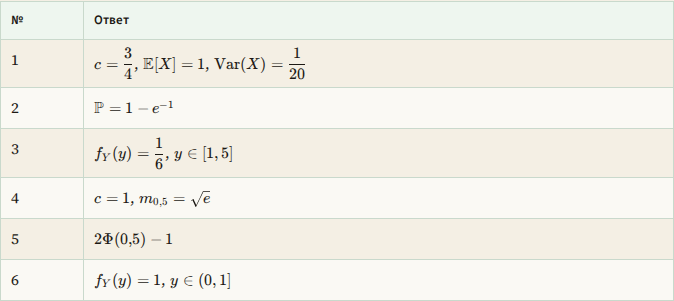 № Ответ
1 c = 3/4, 𝔼[X] = 1, Var(X) = 1/20
2 ℙ = 1 − e⁻¹
3 f_Y(y) = 1/6, y ∈ [1, 5]
4 c = 1, m_{0,5} = √e
5 2Φ(0,5) − 1
6 f_Y(y) = 1, y ∈ (0, 1]